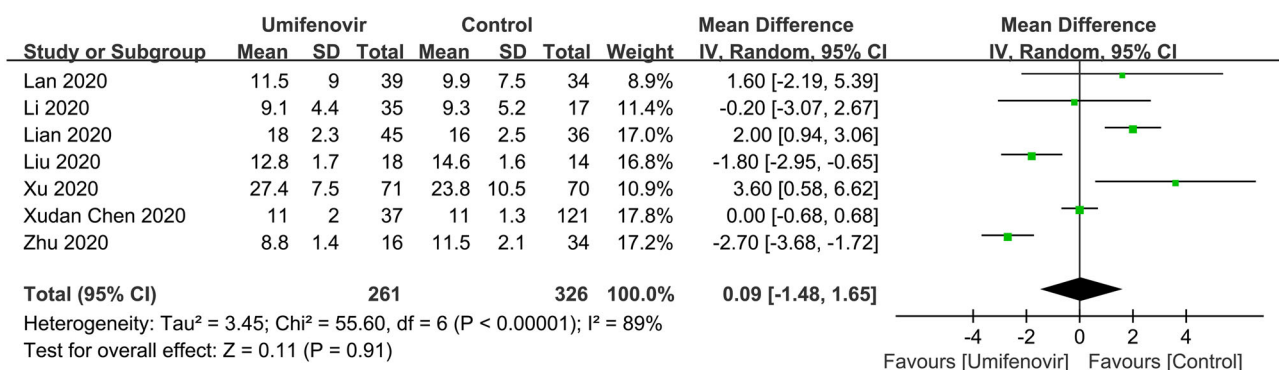 Umifenovir Control Mean Difference Mean Difference
Study or Subgroup Mean SD Total Mean SD Total Weight IV, Random, 95% CI IV, Random, 95% CI
Lan 2020 11.5 9 39 9.9 7.5 34 8.9% 1.60 [-2.19, 5.39]
Li 2020 9.1 4.4 35 9.3 5.2 17 11.4% -0.20 [-3.07, 2.67]
Lian 2020 18 2.3 45 16 2.5 36 17.0% 2.00 [0.94, 3.06]
Liu 2020 12.8 1.7 18 14.6 1.6 14 16.8% -1.80 [-2.95, -0.65]
Xu 2020 27.4 7.5 71 23.8 10.5 70 10.9% 3.60 [0.58, 6.62]
Xudan Chen 2020 11 2 37 11 1.3 121 17.8% 0.00 [-0.68, 0.68]
Zhu 2020 8.8 1.4 16 11.5 2.1 34 17.2% -2.70 [-3.68, -1.72]
Total (95% CI) 261 326 100.0% 0.09 [-1.48, 1.65]
Heterogeneity: Tau² = 3.45; Chi² = 55.60, df = 6 (P < 0.00001); I² = 89%
Test for overall effect: Z = 0.11 (P = 0.91)
-4 -2 0 2 4
Favours [Umifenovir] Favours [Control]